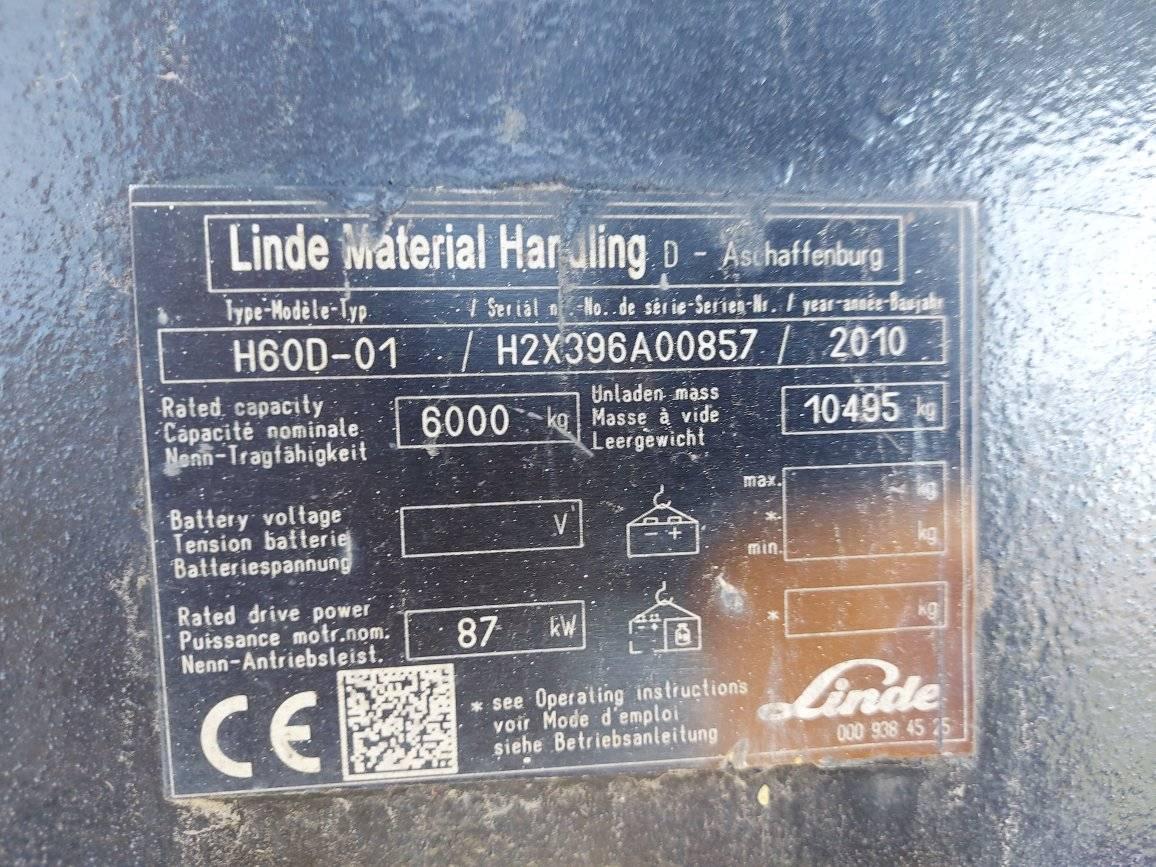 Linde Material Handling D - Aschaffenburg
Type-Modèle-Typ / Serial n°-No. de série-Serien-Nr. / year-année-Baujahr
H60D-01 / H2X396A00857 / 2010
Rated capacity
Capacité nominale
Nenn-Tragfähigkeit
6000 kg
Unladen mass
Masse à vide
Leergewicht
10495 kg
Battery voltage
Tension batterie
Batteriespannung
V
max. kg
*
min. kg
Rated drive power
Puissance motr.nom.
Nenn-Antriebsleist.
87 kW
* kg
CE
* see Operating instructions
voir Mode d'emploi
siehe Betriebsanleitung
Linde
000 938 45 25